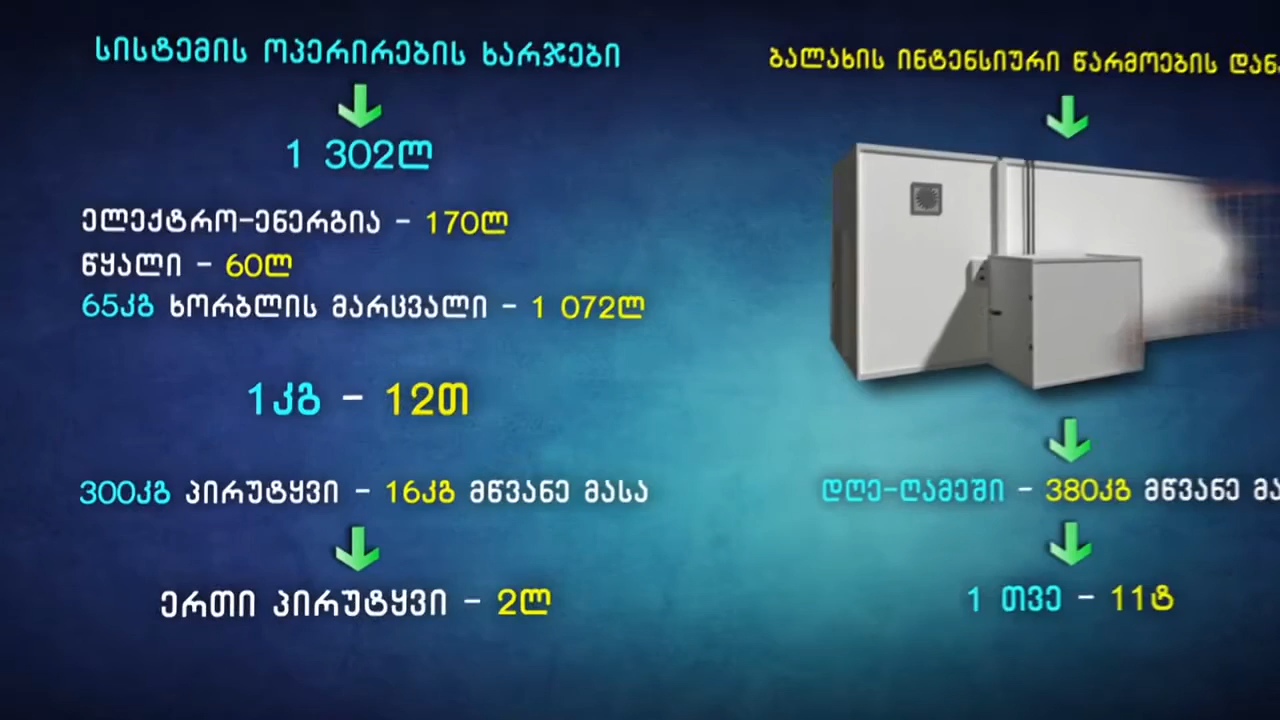 სისტემის ოპერირების ხარჯები
1 302ლ
ელექტრო-ენერგია - 170ლ
წყალი - 60ლ
65კგ ხორბლის მარცვალი - 1 072ლ
1კგ - 12თ
300კგ პირუტყვი - 16კგ მწვანე მასა
ერთი პირუტყვი - 2ლ
ბალახის ინტენსიური წარმოების
დღე-ღამეში - 380კგ მწვანე
1 თვე - 11ტ